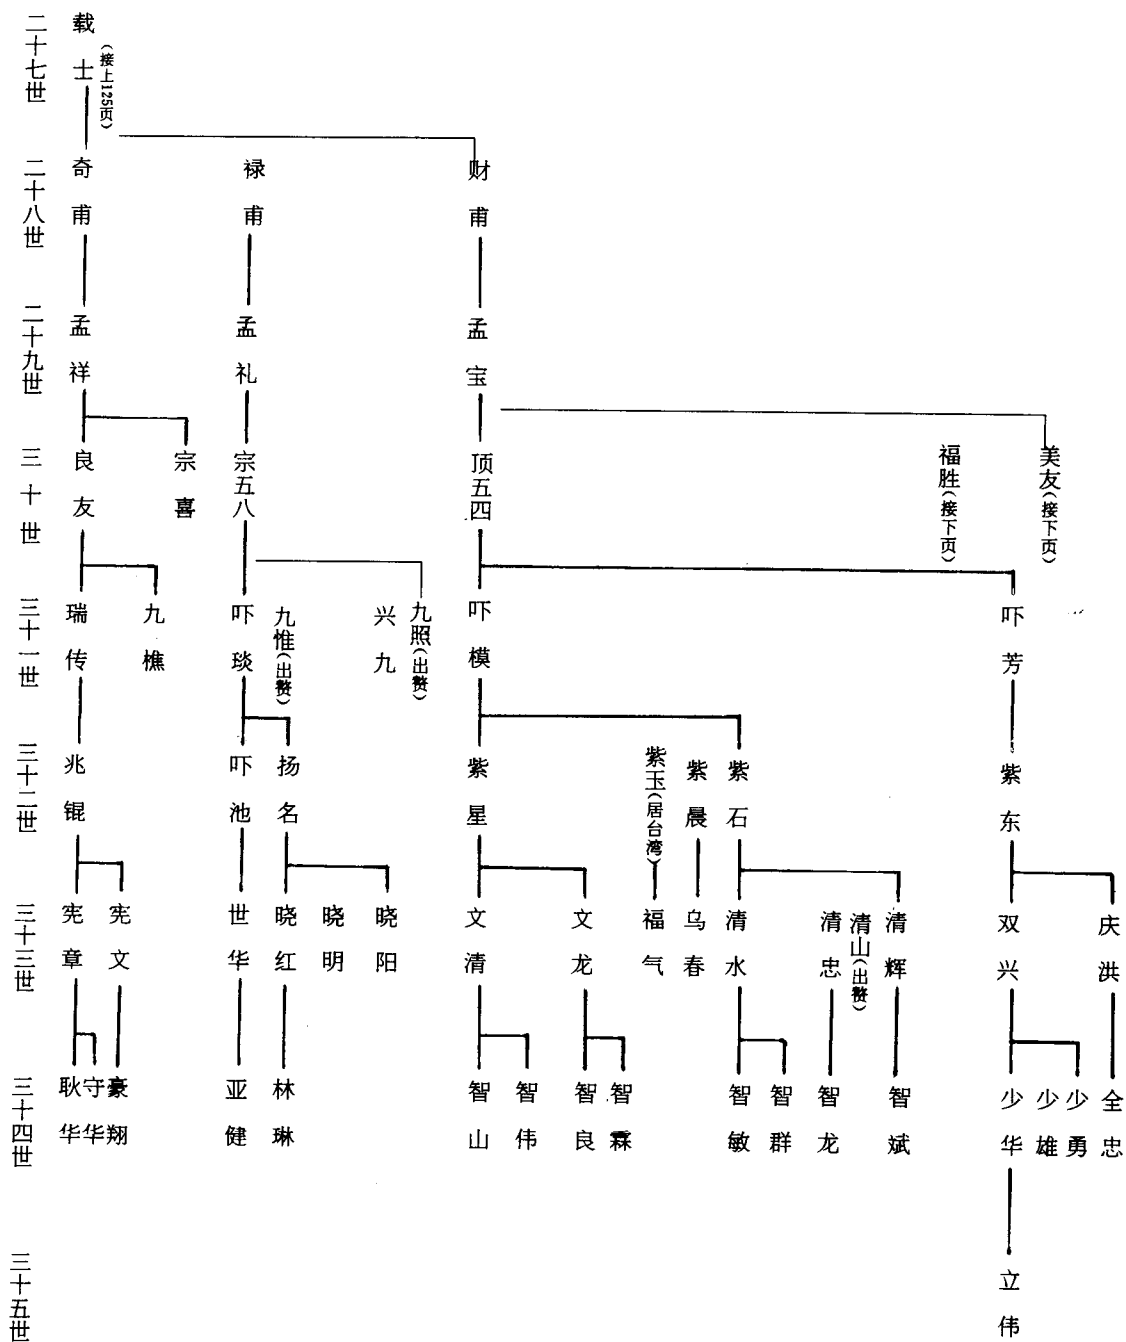 二十七世
载士(接上125页)
二十八世
奇甫
禄甫
财甫
二十九世
孟祥
孟礼
孟宝
三十世
良友
宗喜
宗五八
顶五四
福胜(接下页)
美友(接下页)
三十一世
瑞传
九樵
吓琰
九惟(出赘)
兴九
九照(出赘)
吓模
吓芳
三十二世
兆锟
吓池
扬名
紫星
紫玉(居台湾)
紫晨
紫石
紫东
三十三世
宪章
宪文
世华
晓红
晓明
晓阳
文清
文龙
福气
乌春
清水
清忠
清山(出赘)
清辉
双兴
庆洪
三十四世
耿华
守华
豪翔
亚健
林琳
智山
智伟
智良
智霖
智敏
智群
智龙
智斌
少华
少雄
少勇
全忠
三十五世
立伟